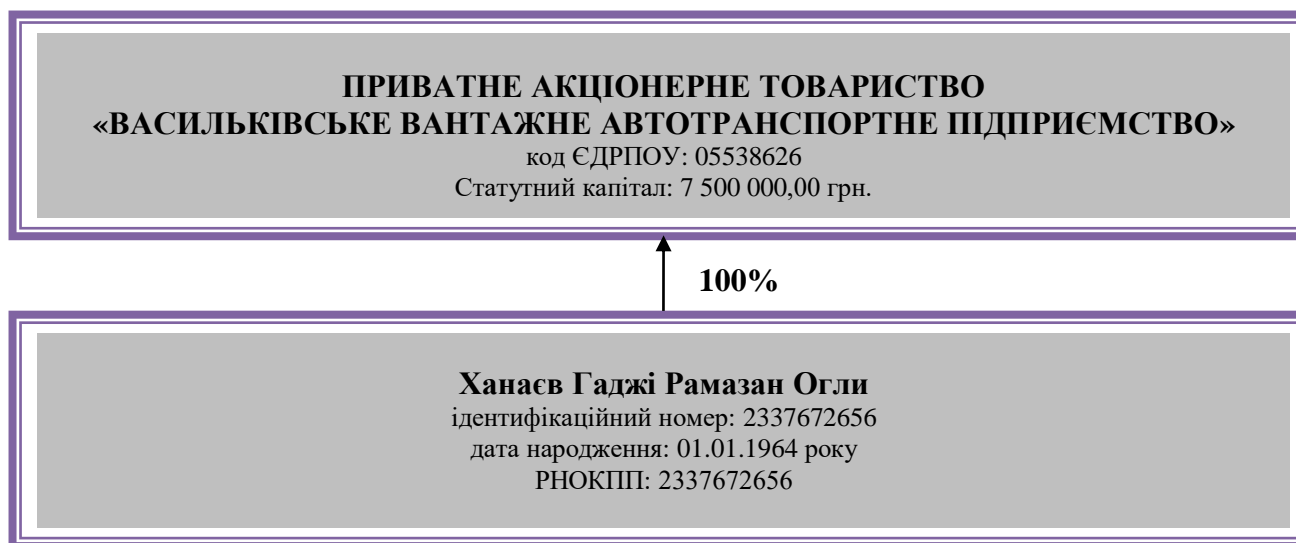 ПРИВАТНЕ АКЦІОНЕРНЕ ТОВАРИСТВО
«ВАСИЛЬКІВСЬКЕ ВАНТАЖНЕ АВТОТРАНСПОРТНЕ ПІДПРИЄМСТВО»
код ЄДРПОУ: 05538626
Статутний капітал: 7 500 000,00 грн.
100%
Ханаєв Гаджі Рамазан Огли
ідентифікаційний номер: 2337672656
дата народження: 01.01.1964 року
РНОКПП: 2337672656